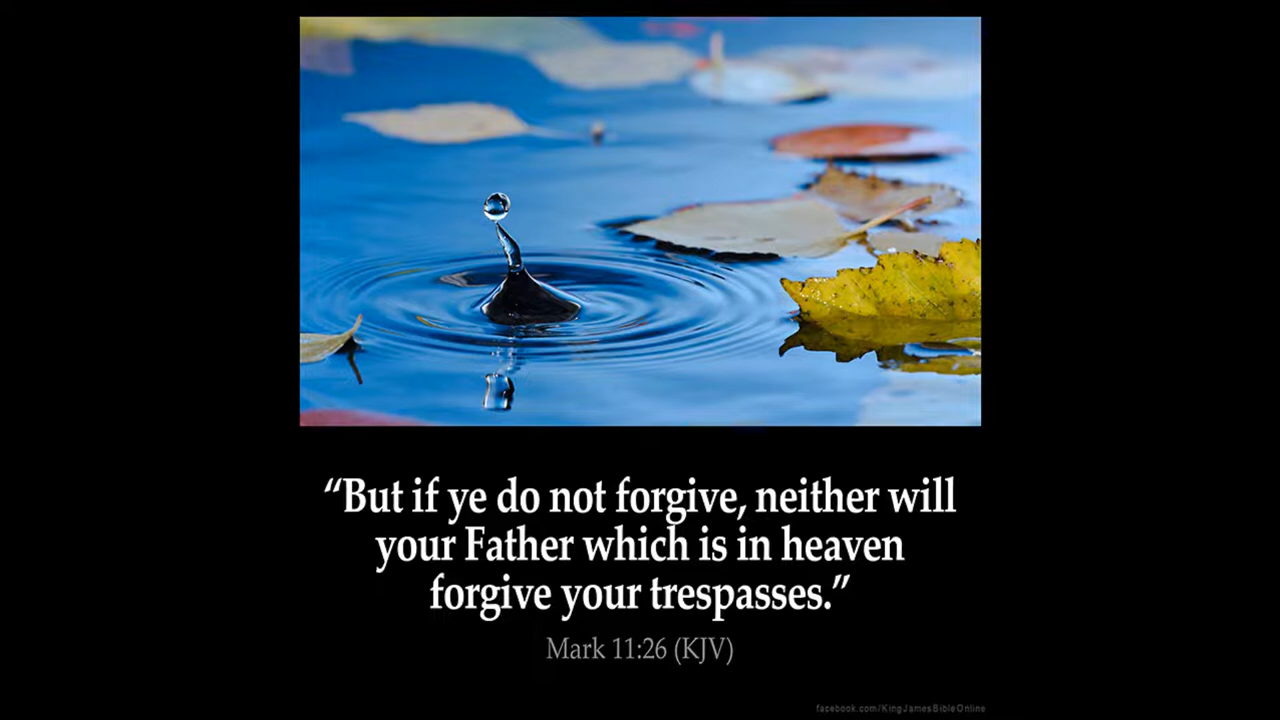 “But if ye do not forgive, neither will
your Father which is in heaven
forgive your trespasses.”
Mark 11:26 (KJV)
facebook.com/KingJamesBibleOnline